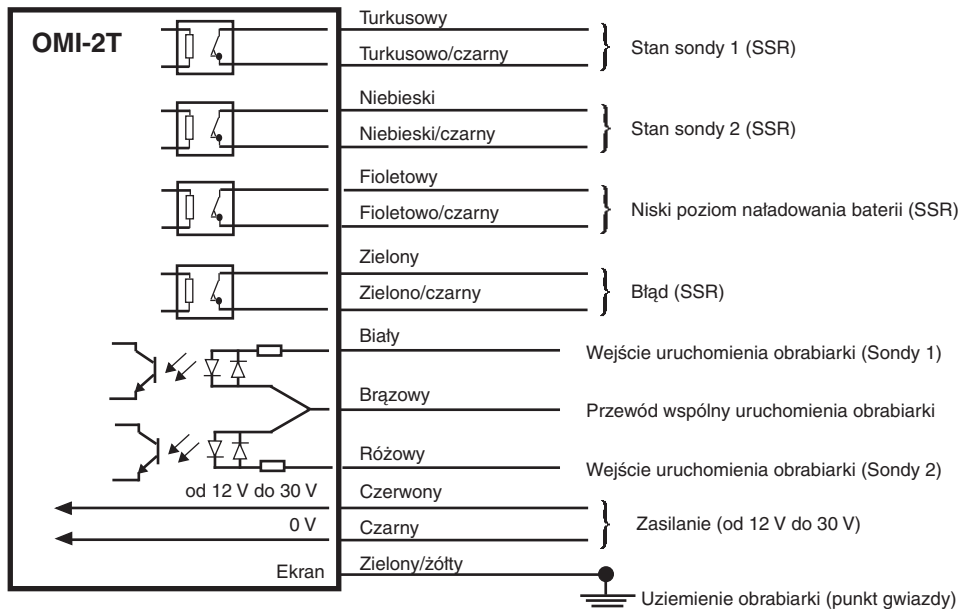 OMI-2T
Turkusowy
Turkusowo/czarny
Stan sondy 1 (SSR)
Niebieski
Niebieski/czarny
Stan sondy 2 (SSR)
Fioletowy
Fioletowo/czarny
Niski poziom naładowania baterii (SSR)
Zielony
Zielono/czarny
Błąd (SSR)
Biały
Wejście uruchomienia obrabiarki (Sondy 1)
Brązowy
Przewód wspólny uruchomienia obrabiarki
Różowy
Wejście uruchomienia obrabiarki (Sondy 2)
od 12 V do 30 V
Czerwony
0 V
Czarny
Zasilanie (od 12 V do 30 V)
Ekran
Zielony/żółty
Uziemienie obrabiarki (punkt gwiazdy)